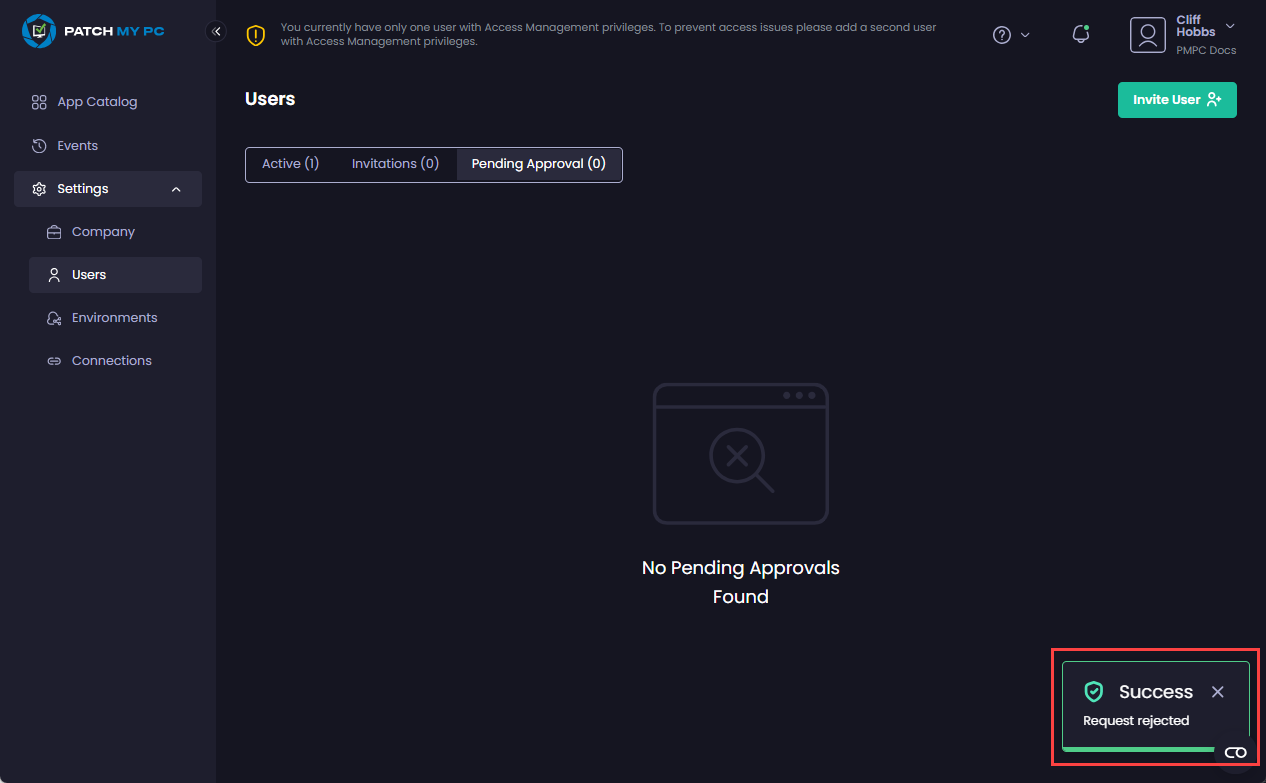 PATCH MY PC
You currently have only one user with Access Management privileges. To prevent access issues please add a second user
with Access Management privileges.
Cliff
Hobbs
PMPC Docs
App Catalog
Events
Settings
Company
Users
Environments
Connections
Users
Invite User
Active (1)
Invitations (0)
Pending Approval (0)
No Pending Approvals
Found
Success
Request rejected